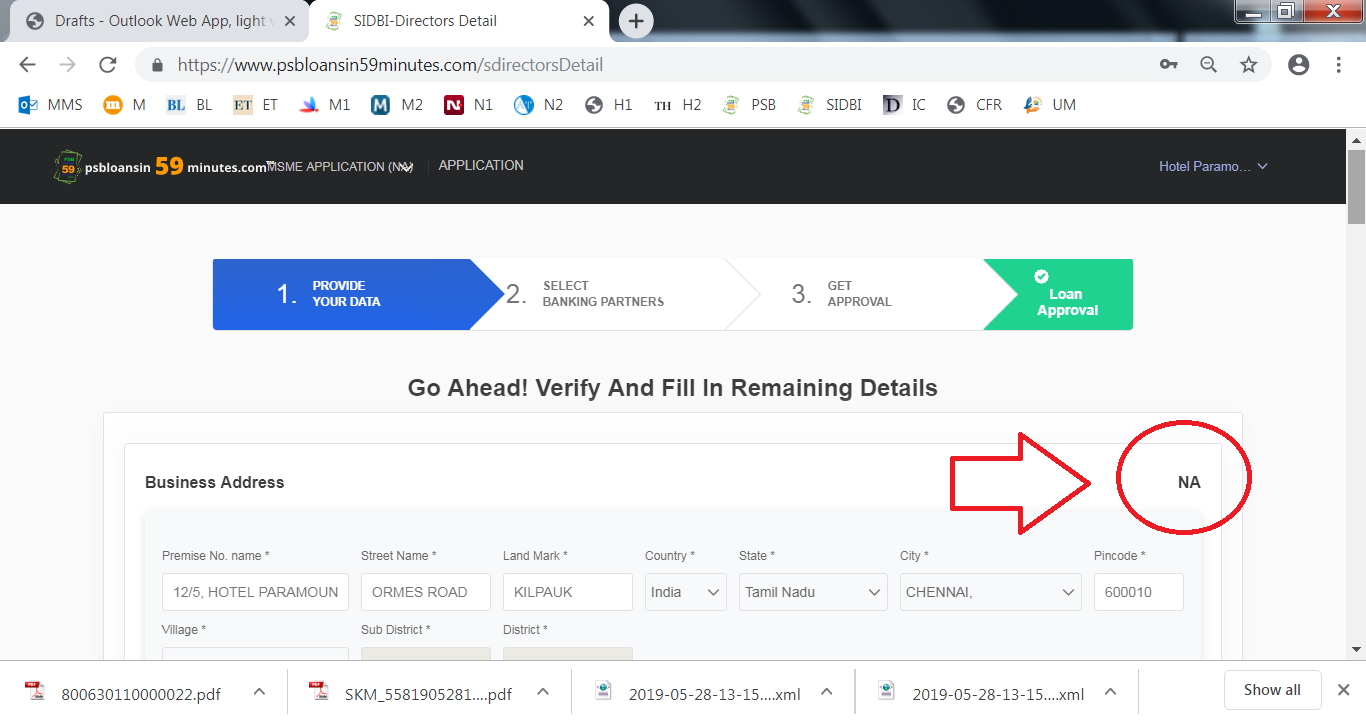 Drafts - Outlook Web App, light
SIDBI-Directors Detail
https://www.psbloansin59minutes.com/sdirectorsDetail
MMS M BL BL ET ET M1 M M2 N N1 N2 H1 TH H2 PSB SIDBI D IC CFR UM
PSB 59 psbloansin 59 minutes.com MSME APPLICATION APPLICATION Hotel Paramo...
1. PROVIDE YOUR DATA
2. SELECT BANKING PARTNERS
3. GET APPROVAL
Loan Approval
Go Ahead! Verify And Fill In Remaining Details
Business Address NA
Premise No. name * Street Name * Land Mark * Country * State * City * Pincode *
12/5, HOTEL PARAMOUN ORMES ROAD KILPAUK India Tamil Nadu CHENNAI, 600010
Village * Sub District * District *
800630110000022.pdf SKM_5581905281....pdf 2019-05-28-13-15....xml 2019-05-28-13-15....xml Show all